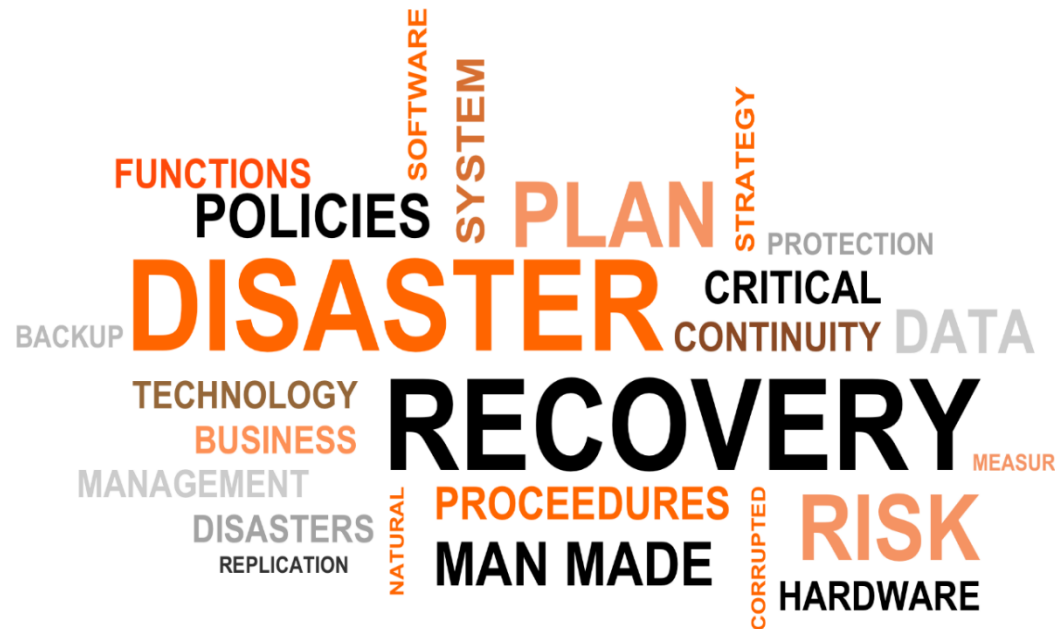 SOFTWARE
SYSTEM
STRATEGY
FUNCTIONS
POLICIES
PLAN
PROTECTION
DISASTER
CRITICAL
BACKUP
CONTINUITY
DATA
TECHNOLOGY
RECOVERY
BUSINESS
MEASUR
MANAGEMENT
NATURAL
PROCEEDURES
CORRUPTED
RISK
DISASTERS
REPLICATION
MAN MADE
HARDWARE